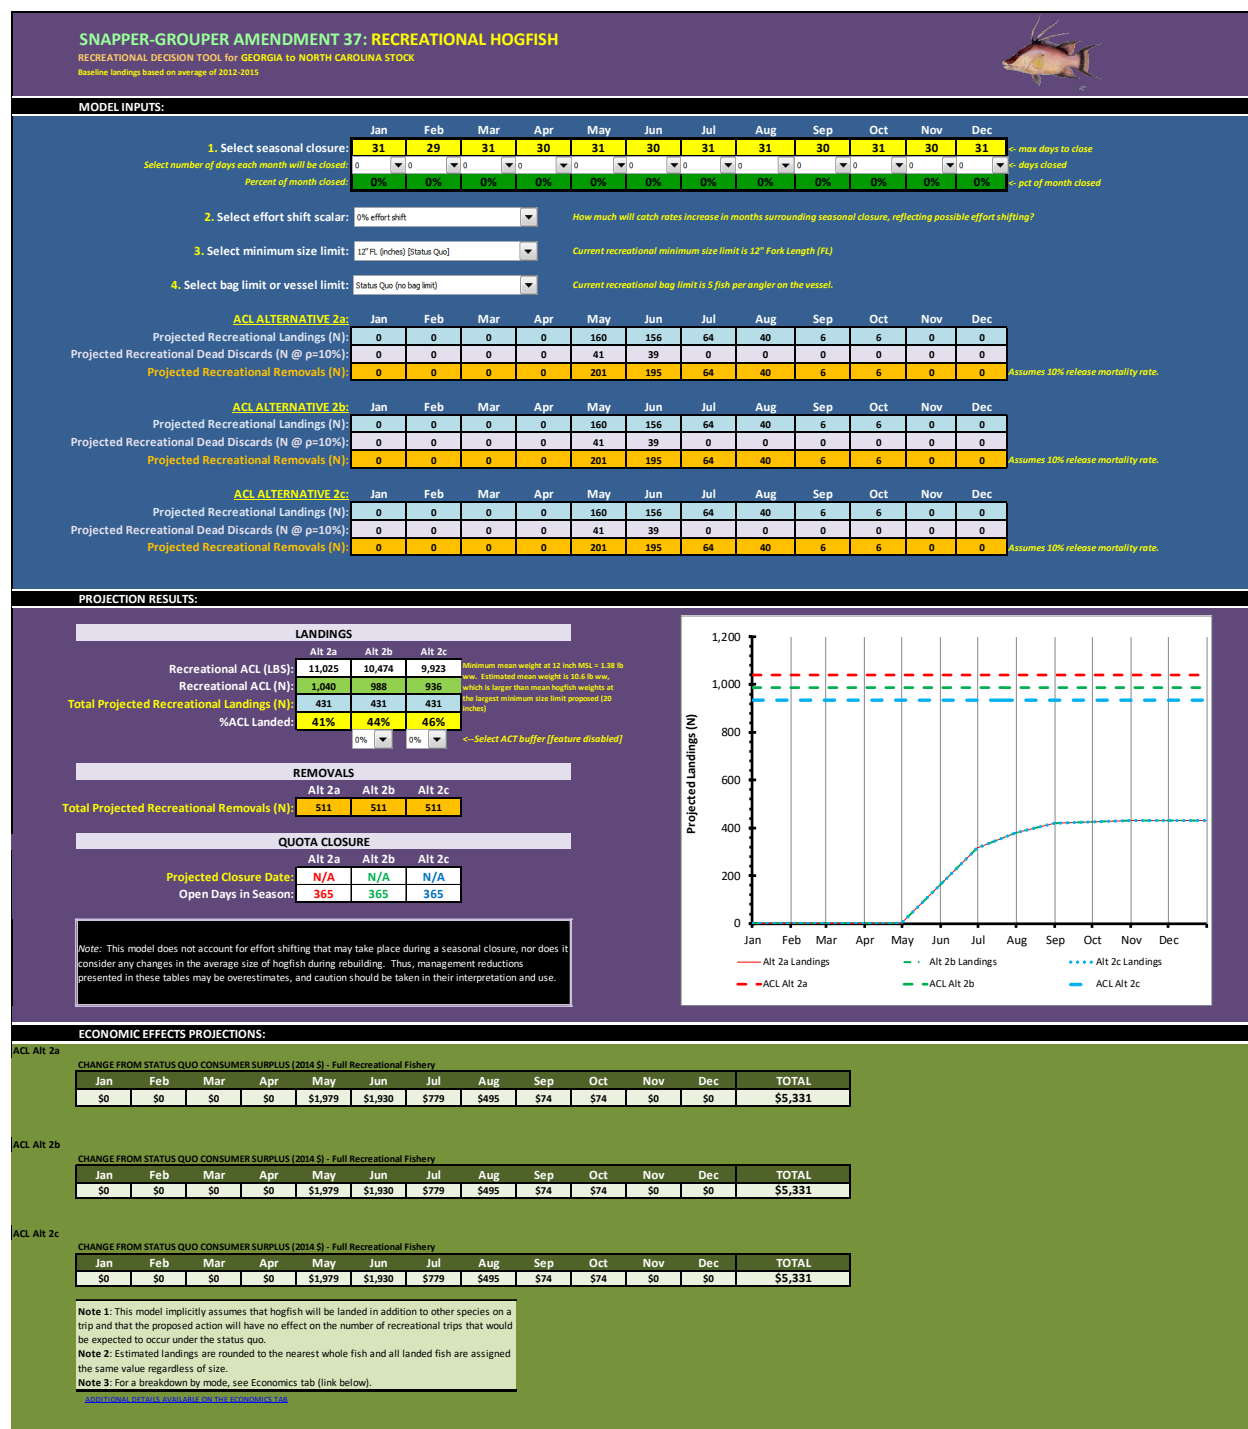 SNAPPER-GROUPER AMENDMENT 37: RECREATIONAL HOGFISH
RECREATIONAL DECISION TOOL for GEORGIA to NORTH CAROLINA STOCK
Baseline landings based on average of 2012-2015
MODEL INPUTS:
Jan Feb Mar Apr May Jun Jul Aug Sep Oct Nov Dec
1. Select seasonal closure: 31 29 31 30 31 30 31 31 30 31 30 31 <- max days to close
Select number of days each month will be closed: 0 0 0 0 0 0 0 0 0 0 0 0 <- days closed
Percent of month closed: 0% 0% 0% 0% 0% 0% 0% 0% 0% 0% 0% 0% <- pct of month closed
2. Select effort shift scalar: 0% effort shift How much will catch rates increase in months surrounding seasonal closure, reflecting possible effort shifting?
3. Select minimum size limit: 12" FL (inches) [Status Quo] Current recreational minimum size limit is 12" Fork Length (FL)
4. Select bag limit or vessel limit: Status Quo (no bag limit) Current recreational bag limit is 5 fish per angler on the vessel.
ACL ALTERNATIVE 2a: Jan Feb Mar Apr May Jun Jul Aug Sep Oct Nov Dec
Projected Recreational Landings (N): 0 0 0 0 160 156 64 40 6 6 0 0
Projected Recreational Dead Discards (N @ ρ=10%): 0 0 0 0 41 39 0 0 0 0 0 0
Projected Recreational Removals (N): 0 0 0 0 201 195 64 40 6 6 0 0 Assumes 10% release mortality rate.
ACL ALTERNATIVE 2b: Jan Feb Mar Apr May Jun Jul Aug Sep Oct Nov Dec
Projected Recreational Landings (N): 0 0 0 0 160 156 64 40 6 6 0 0
Projected Recreational Dead Discards (N @ ρ=10%): 0 0 0 0 41 39 0 0 0 0 0 0
Projected Recreational Removals (N): 0 0 0 0 201 195 64 40 6 6 0 0 Assumes 10% release mortality rate.
ACL ALTERNATIVE 2c: Jan Feb Mar Apr May Jun Jul Aug Sep Oct Nov Dec
Projected Recreational Landings (N): 0 0 0 0 160 156 64 40 6 6 0 0
Projected Recreational Dead Discards (N @ ρ=10%): 0 0 0 0 41 39 0 0 0 0 0 0
Projected Recreational Removals (N): 0 0 0 0 201 195 64 40 6 6 0 0 Assumes 10% release mortality rate.
PROJECTION RESULTS:
LANDINGS
Alt 2a Alt 2b Alt 2c
Recreational ACL (LBS): 11,025 10,474 9,923
Recreational ACL (N): 1,040 988 936
Total Projected Recreational Landings (N): 431 431 431
%ACL Landed: 41% 44% 46%
Minimum mean weight at 12 inch MSL = 1.38 lb
ww. Estimated mean weight is 10.6 lb ww,
which is larger than mean hogfish weights at
the largest minimum size limit proposed (20
inches)
0% 0% <--Select ACT buffer [feature disabled]
REMOVALS
Alt 2a Alt 2b Alt 2c
Total Projected Recreational Removals (N): 511 511 511
QUOTA CLOSURE
Alt 2a Alt 2b Alt 2c
Projected Closure Date: N/A N/A N/A
Open Days in Season: 365 365 365
Note: This model does not account for effort shifting that may take place during a seasonal closure, nor does it
consider any changes in the average size of hogfish during rebuilding. Thus, management reductions
presented in these tables may be overestimates, and caution should be taken in their interpretation and use.
Projected Landings (N)
1,200
1,000
800
600
400
200
0
Jan Feb Mar Apr May Jun Jul Aug Sep Oct Nov Dec
Alt 2a Landings Alt 2b Landings Alt 2c Landings
ACL Alt 2a ACL Alt 2b ACL Alt 2c
ECONOMIC EFFECTS PROJECTIONS:
ACL Alt 2a
CHANGE FROM STATUS QUO CONSUMER SURPLUS (2014 $) - Full Recreational Fishery
Jan Feb Mar Apr May Jun Jul Aug Sep Oct Nov Dec TOTAL
$0 $0 $0 $0 $1,979 $1,930 $779 $495 $74 $74 $0 $0 $5,331
ACL Alt 2b
CHANGE FROM STATUS QUO CONSUMER SURPLUS (2014 $) - Full Recreational Fishery
Jan Feb Mar Apr May Jun Jul Aug Sep Oct Nov Dec TOTAL
$0 $0 $0 $0 $1,979 $1,930 $779 $495 $74 $74 $0 $0 $5,331
ACL Alt 2c
CHANGE FROM STATUS QUO CONSUMER SURPLUS (2014 $) - Full Recreational Fishery
Jan Feb Mar Apr May Jun Jul Aug Sep Oct Nov Dec TOTAL
$0 $0 $0 $0 $1,979 $1,930 $779 $495 $74 $74 $0 $0 $5,331
Note 1: This model implicitly assumes that hogfish will be landed in addition to other species on a
trip and that the proposed action will have no effect on the number of recreational trips that would
be expected to occur under the status quo.
Note 2: Estimated landings are rounded to the nearest whole fish and all landed fish are assigned
the same value regardless of size.
Note 3: For a breakdown by mode, see Economics tab (link below).
ADDITIONAL DETAILS AVAILABLE ON THE ECONOMICS TAB